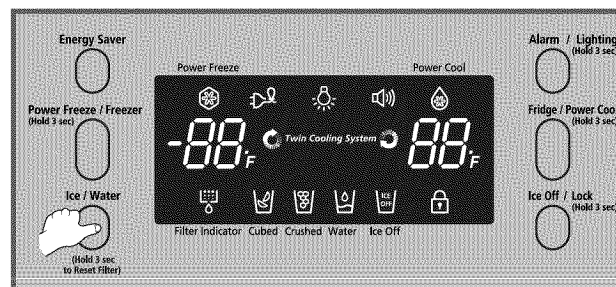 Energy Saver
Alarm / Lighting
(Hold 3 sec)
Power Freeze
Power Cool
Power Freeze / Freezer
(Hold 3 sec)
Fridge / Power Coo
(Hold 3 sec
-88°F
Twin Cooling System
88°F
Ice / Water
ICE
OFF
Ice Off / Lock
(Hold 3 sec
Filter Indicator Cubed Crushed Water Ice Off
(Hold 3 sec
to Reset Filter)